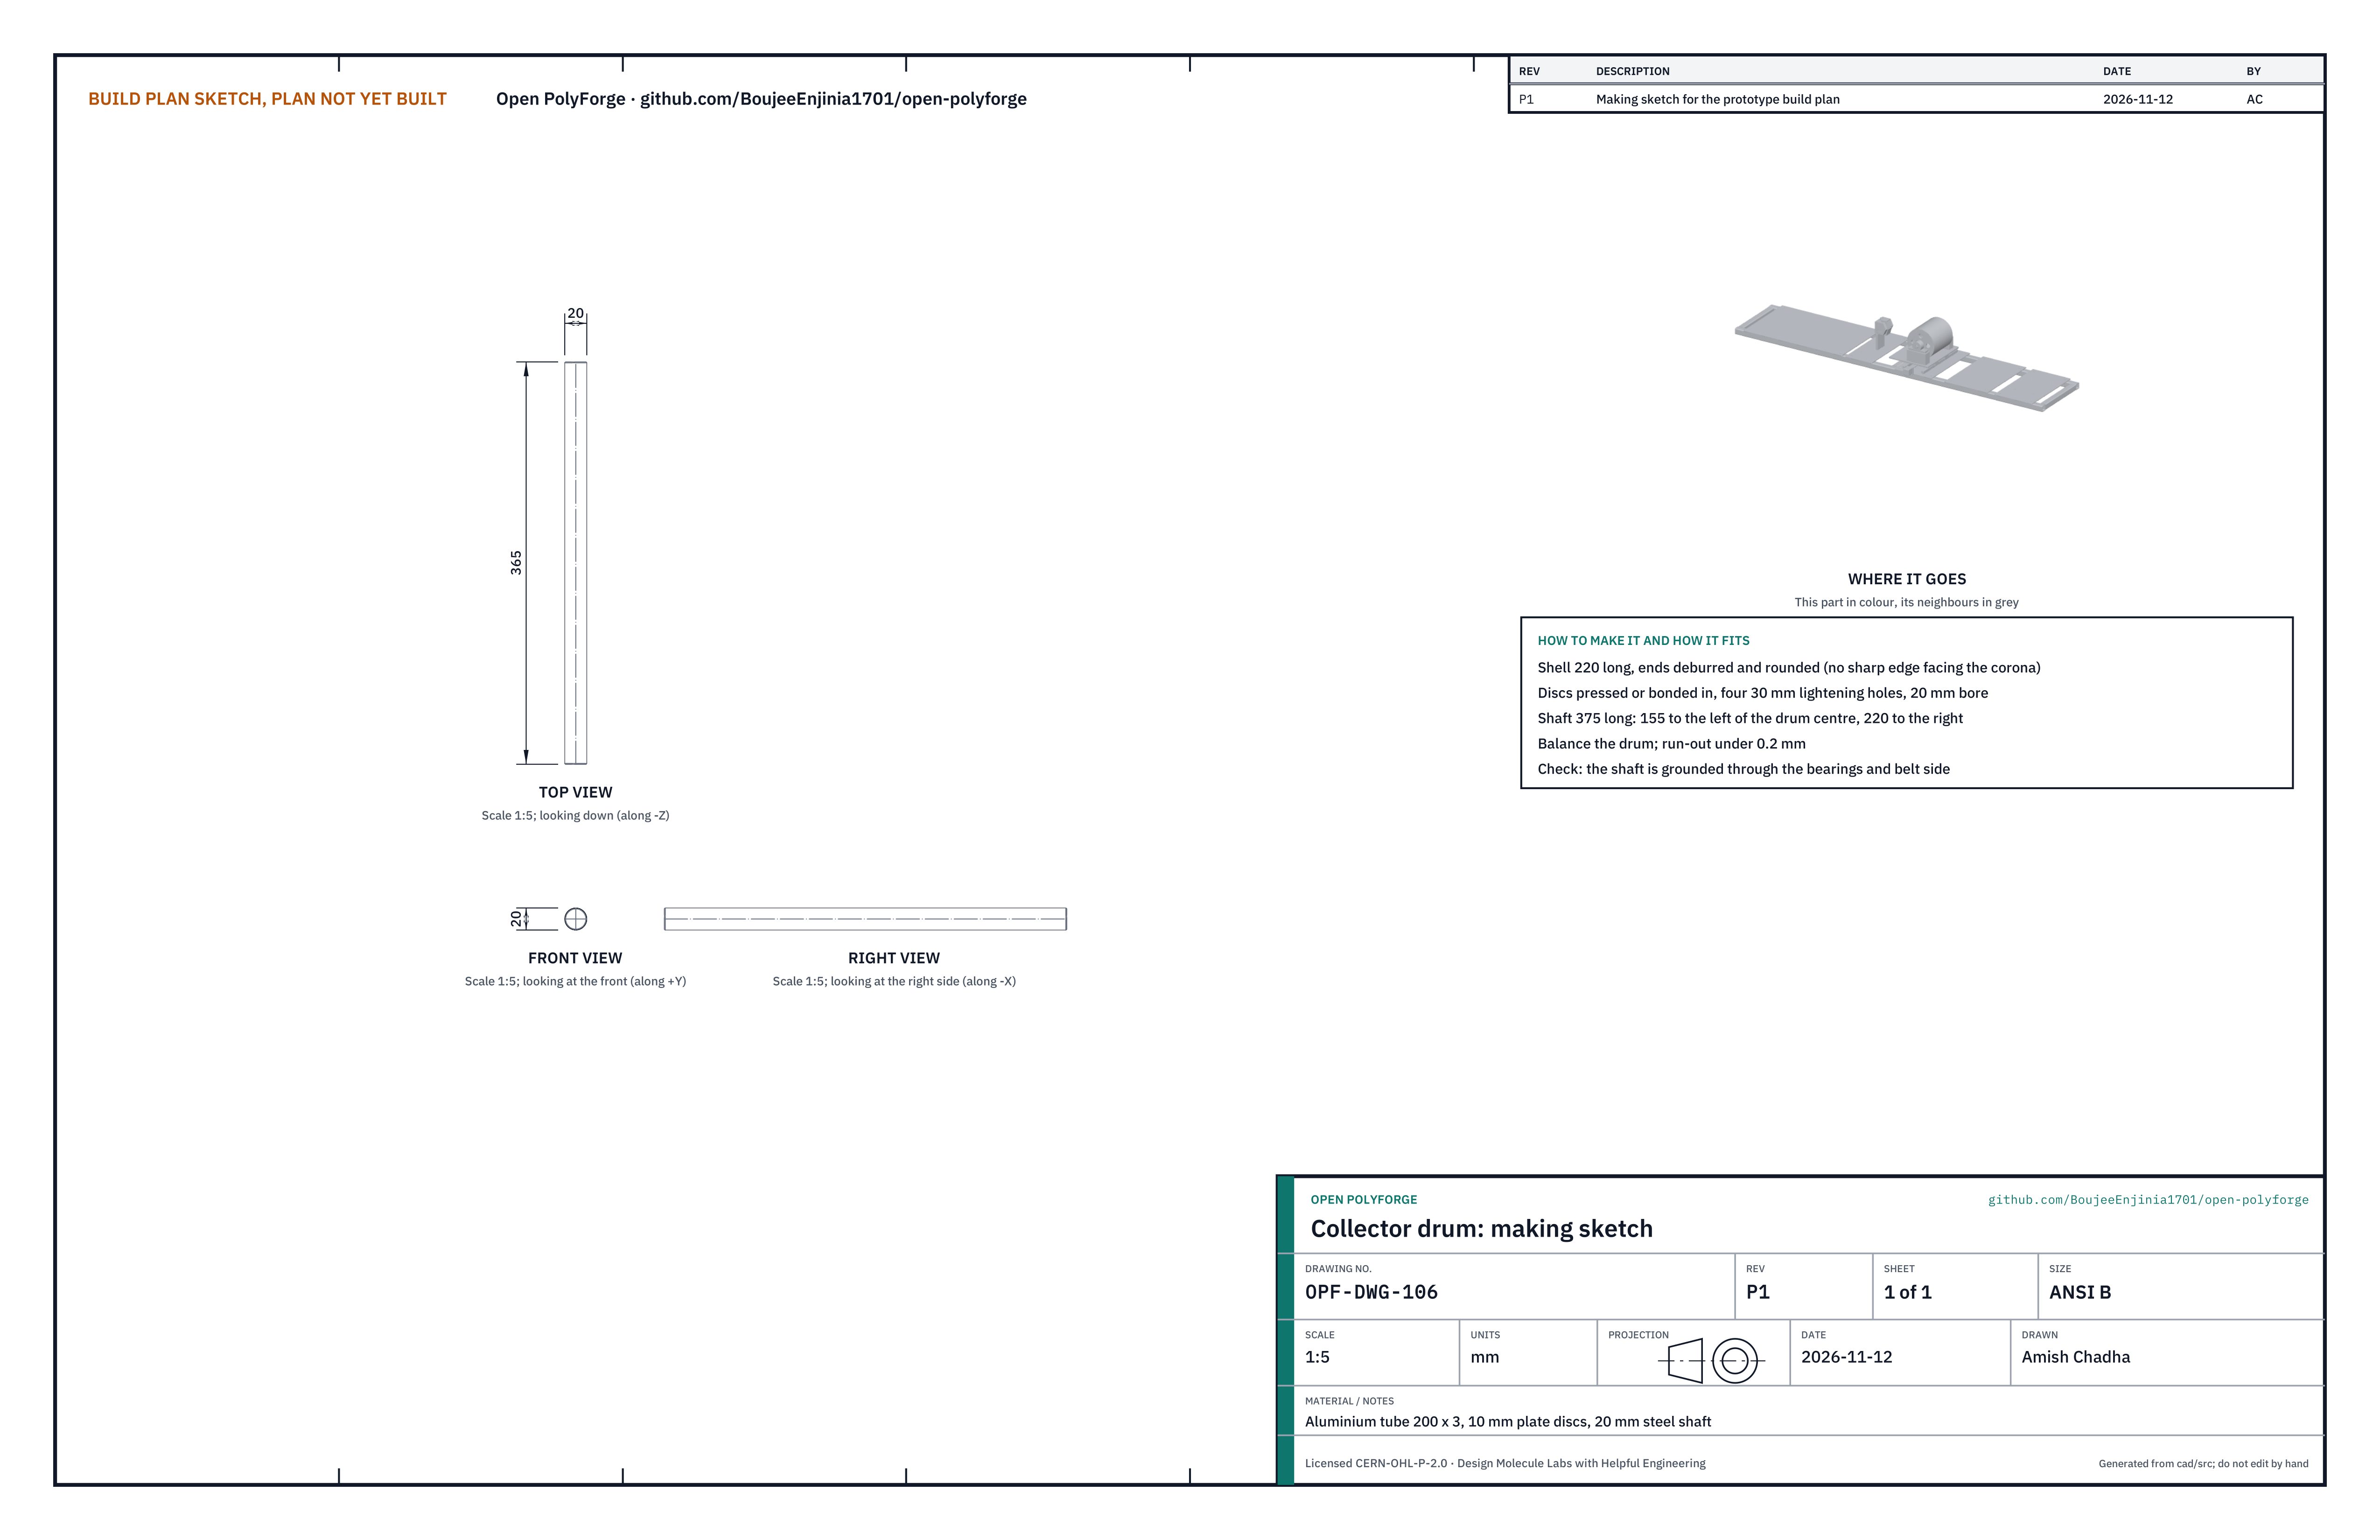 BUILD PLAN SKETCH, PLAN NOT YET BUILT
Open PolyForge · github.com/BoujeeEnjinia1701/open-polyforge
REV DESCRIPTION DATE BY
P1 Making sketch for the prototype build plan 2026-11-12 AC
20
365
TOP VIEW
Scale 1:5; looking down (along -Z)
20
FRONT VIEW
Scale 1:5; looking at the front (along +Y)
RIGHT VIEW
Scale 1:5; looking at the right side (along -X)
WHERE IT GOES
This part in colour, its neighbours in grey
HOW TO MAKE IT AND HOW IT FITS
Shell 220 long, ends deburred and rounded (no sharp edge facing the corona)
Discs pressed or bonded in, four 30 mm lightening holes, 20 mm bore
Shaft 375 long: 155 to the left of the drum centre, 220 to the right
Balance the drum; run-out under 0.2 mm
Check: the shaft is grounded through the bearings and belt side
OPEN POLYFORGE
github.com/BoujeeEnjinia1701/open-polyforge
Collector drum: making sketch
DRAWING NO. REV SHEET SIZE
OPF-DWG-106 P1 1 of 1 ANSI B
SCALE UNITS PROJECTION DATE DRAWN
1:5 mm 2026-11-12 Amish Chadha
MATERIAL / NOTES
Aluminium tube 200 x 3, 10 mm plate discs, 20 mm steel shaft
Licensed CERN-OHL-P-2.0 · Design Molecule Labs with Helpful Engineering
Generated from cad/src; do not edit by hand